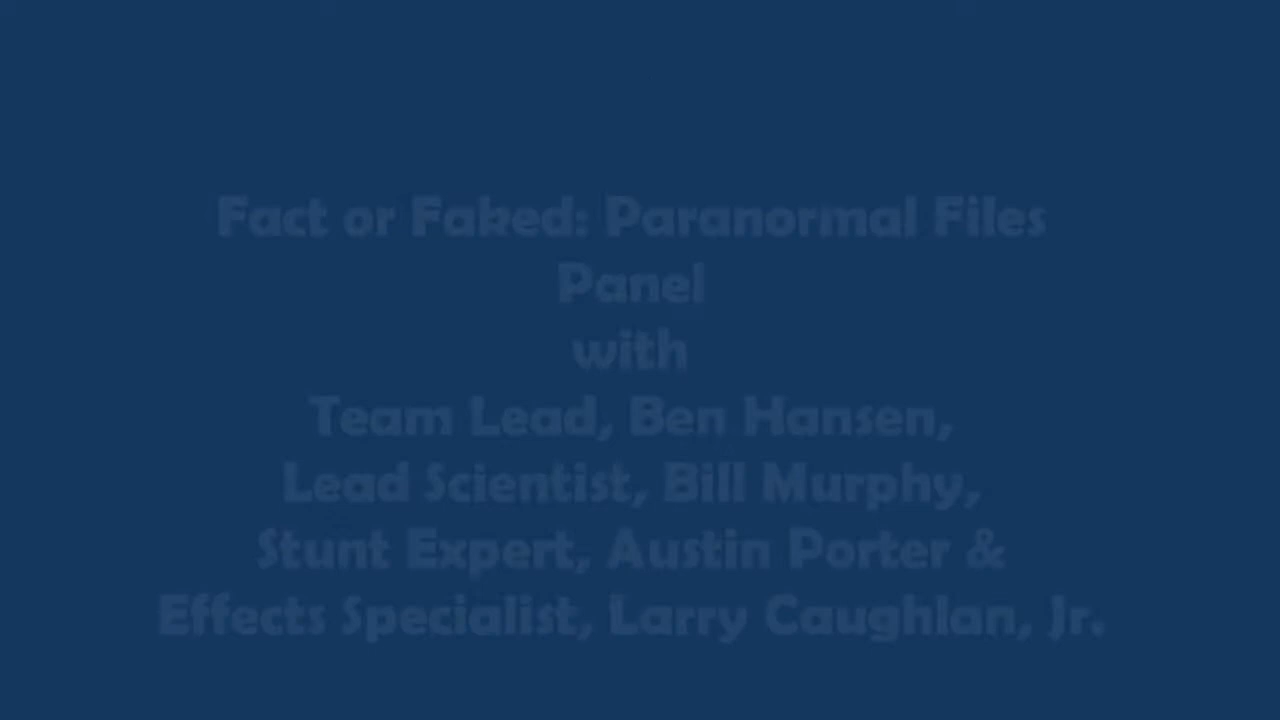 Fact or Faked: Paranormal Files
Panel
with
Team Lead, Ben Hansen,
Lead Scientist, Bill Murphy,
Stunt Expert, Austin Porter &
Effects Specialist, Larry Caughlan, Jr.